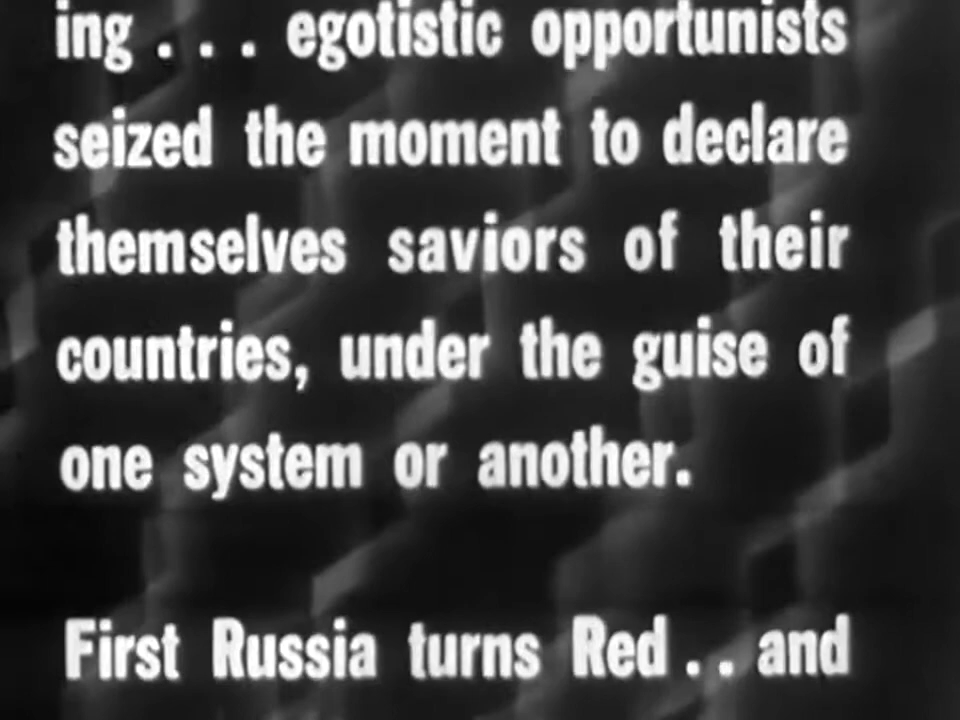 ing . . . egotistic opportunists
seized the moment to declare
themselves saviors of their
countries, under the guise of
one system or another.
First Russia turns Red . . and